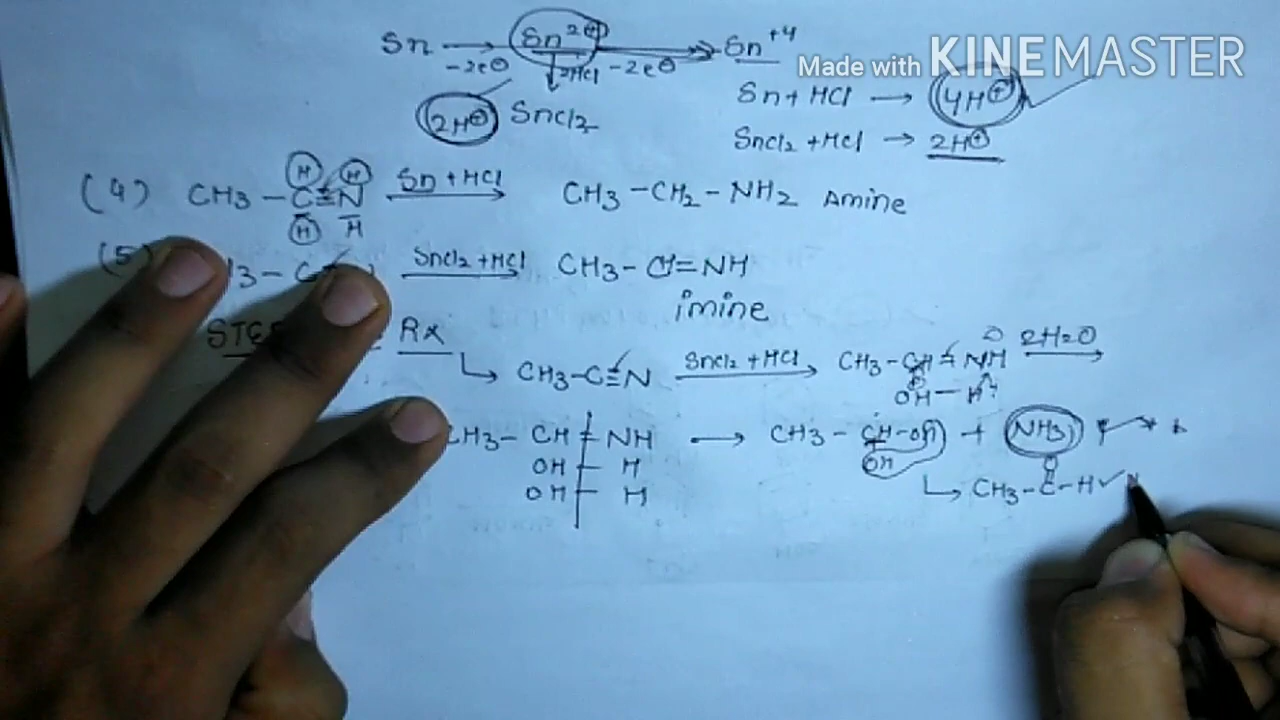 Sn ⟶ Sn²⊕ ⟶ Sn⁺⁴
-2e⊖ ↓2HCl -2e⊖
Made with KINEMASTER
2H⊕ SnCl2
Sn + HCl ⟶ 4H⊕
SnCl2 + HCl ⟶ 2H⊕
H H
(4) CH3 - C≡N Sn + HCl ⟶ CH3 - CH2 - NH2 Amine
H H
(5) 3 - C SnCl2 + HCl ⟶ CH3 - CH = NH
imine
Rx
CH3 - C≡N SnCl2 + HCl ⟶ CH3 - CH = NH 2H2O ⟶
OH - H
CH3 - CH ≠ NH ⟶ CH3 - CH - OH + NH3
OH H OH
OH H
O
CH3 - C - H